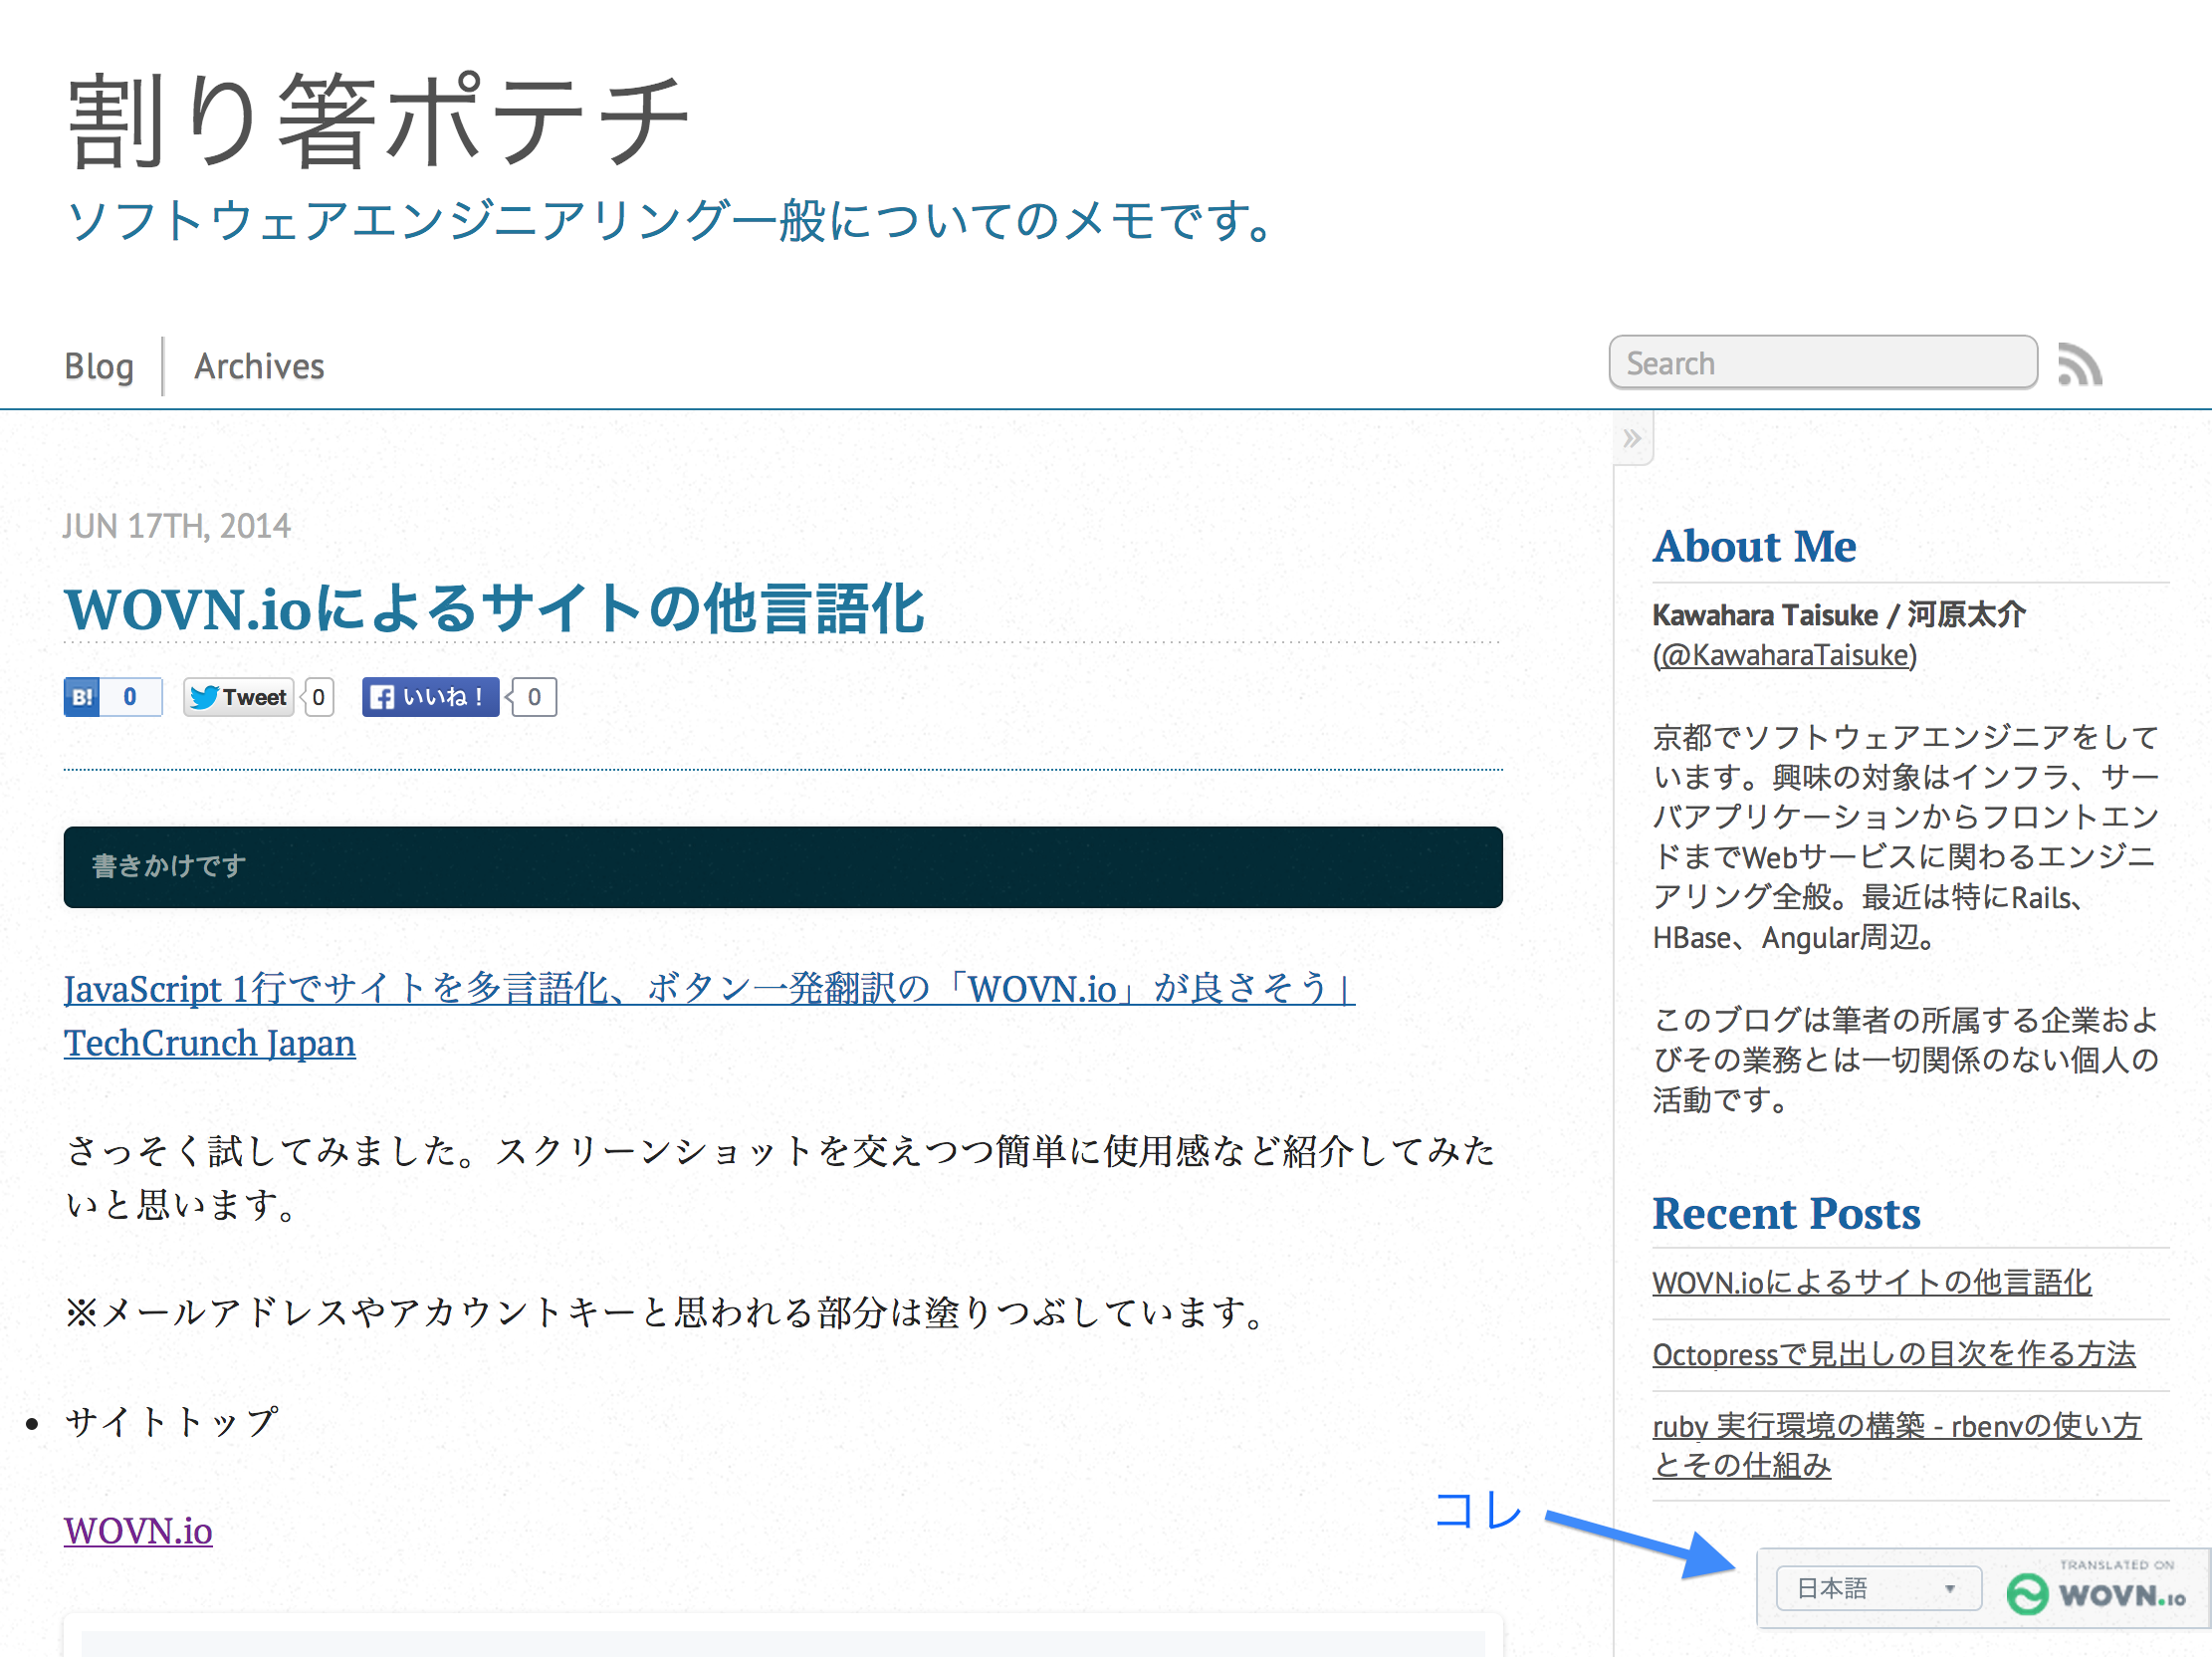 割り箸ポテチ
ソフトウェアエンジニアリング一般についてのメモです。
Blog
Archives
Search
»
JUN 17TH, 2014
WOVN.ioによるサイトの他言語化
B! 0
Tweet 0
いいね！ 0
書きかけです
JavaScript 1行でサイトを多言語化、ボタン一発翻訳の「WOVN.io」が良さそう |
TechCrunch Japan
さっそく試してみました。スクリーンショットを交えつつ簡単に使用感など紹介してみた
いと思います。
※メールアドレスやアカウントキーと思われる部分は塗りつぶしています。
• サイトトップ
WOVN.io
About Me
Kawahara Taisuke / 河原太介
(@KawaharaTaisuke)
京都でソフトウェアエンジニアをして
います。興味の対象はインフラ、サー
バアプリケーションからフロントエン
ドまでWebサービスに関わるエンジニ
アリング全般。最近は特にRails、
HBase、Angular周辺。
このブログは筆者の所属する企業およ
びその業務とは一切関係のない個人の
活動です。
Recent Posts
WOVN.ioによるサイトの他言語化
Octopressで見出しの目次を作る方法
ruby 実行環境の構築 - rbenvの使い方
とその仕組み
コレ
日本語
TRANSLATED ON
WOVN.io